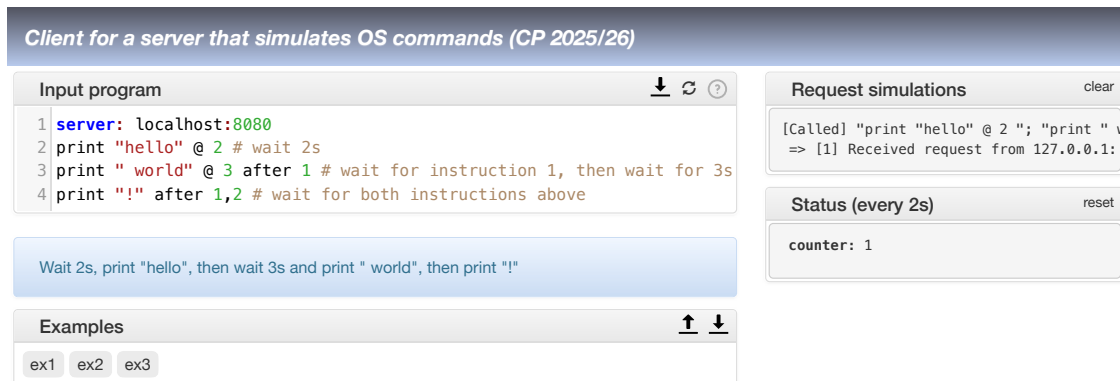 Client for a server that simulates OS commands (CP 2025/26)
Input program
1 server: localhost:8080
2 print "hello" @ 2 # wait 2s
3 print " world" @ 3 after 1 # wait for instruction 1, then wait for 3s
4 print "!" after 1,2 # wait for both instructions above
Wait 2s, print "hello", then wait 3s and print " world", then print "!"
Examples
ex1 ex2 ex3
Request simulations clear
[Called] "print "hello" @ 2 "; "print "
=> [1] Received request from 127.0.0.1:
Status (every 2s) reset
counter: 1